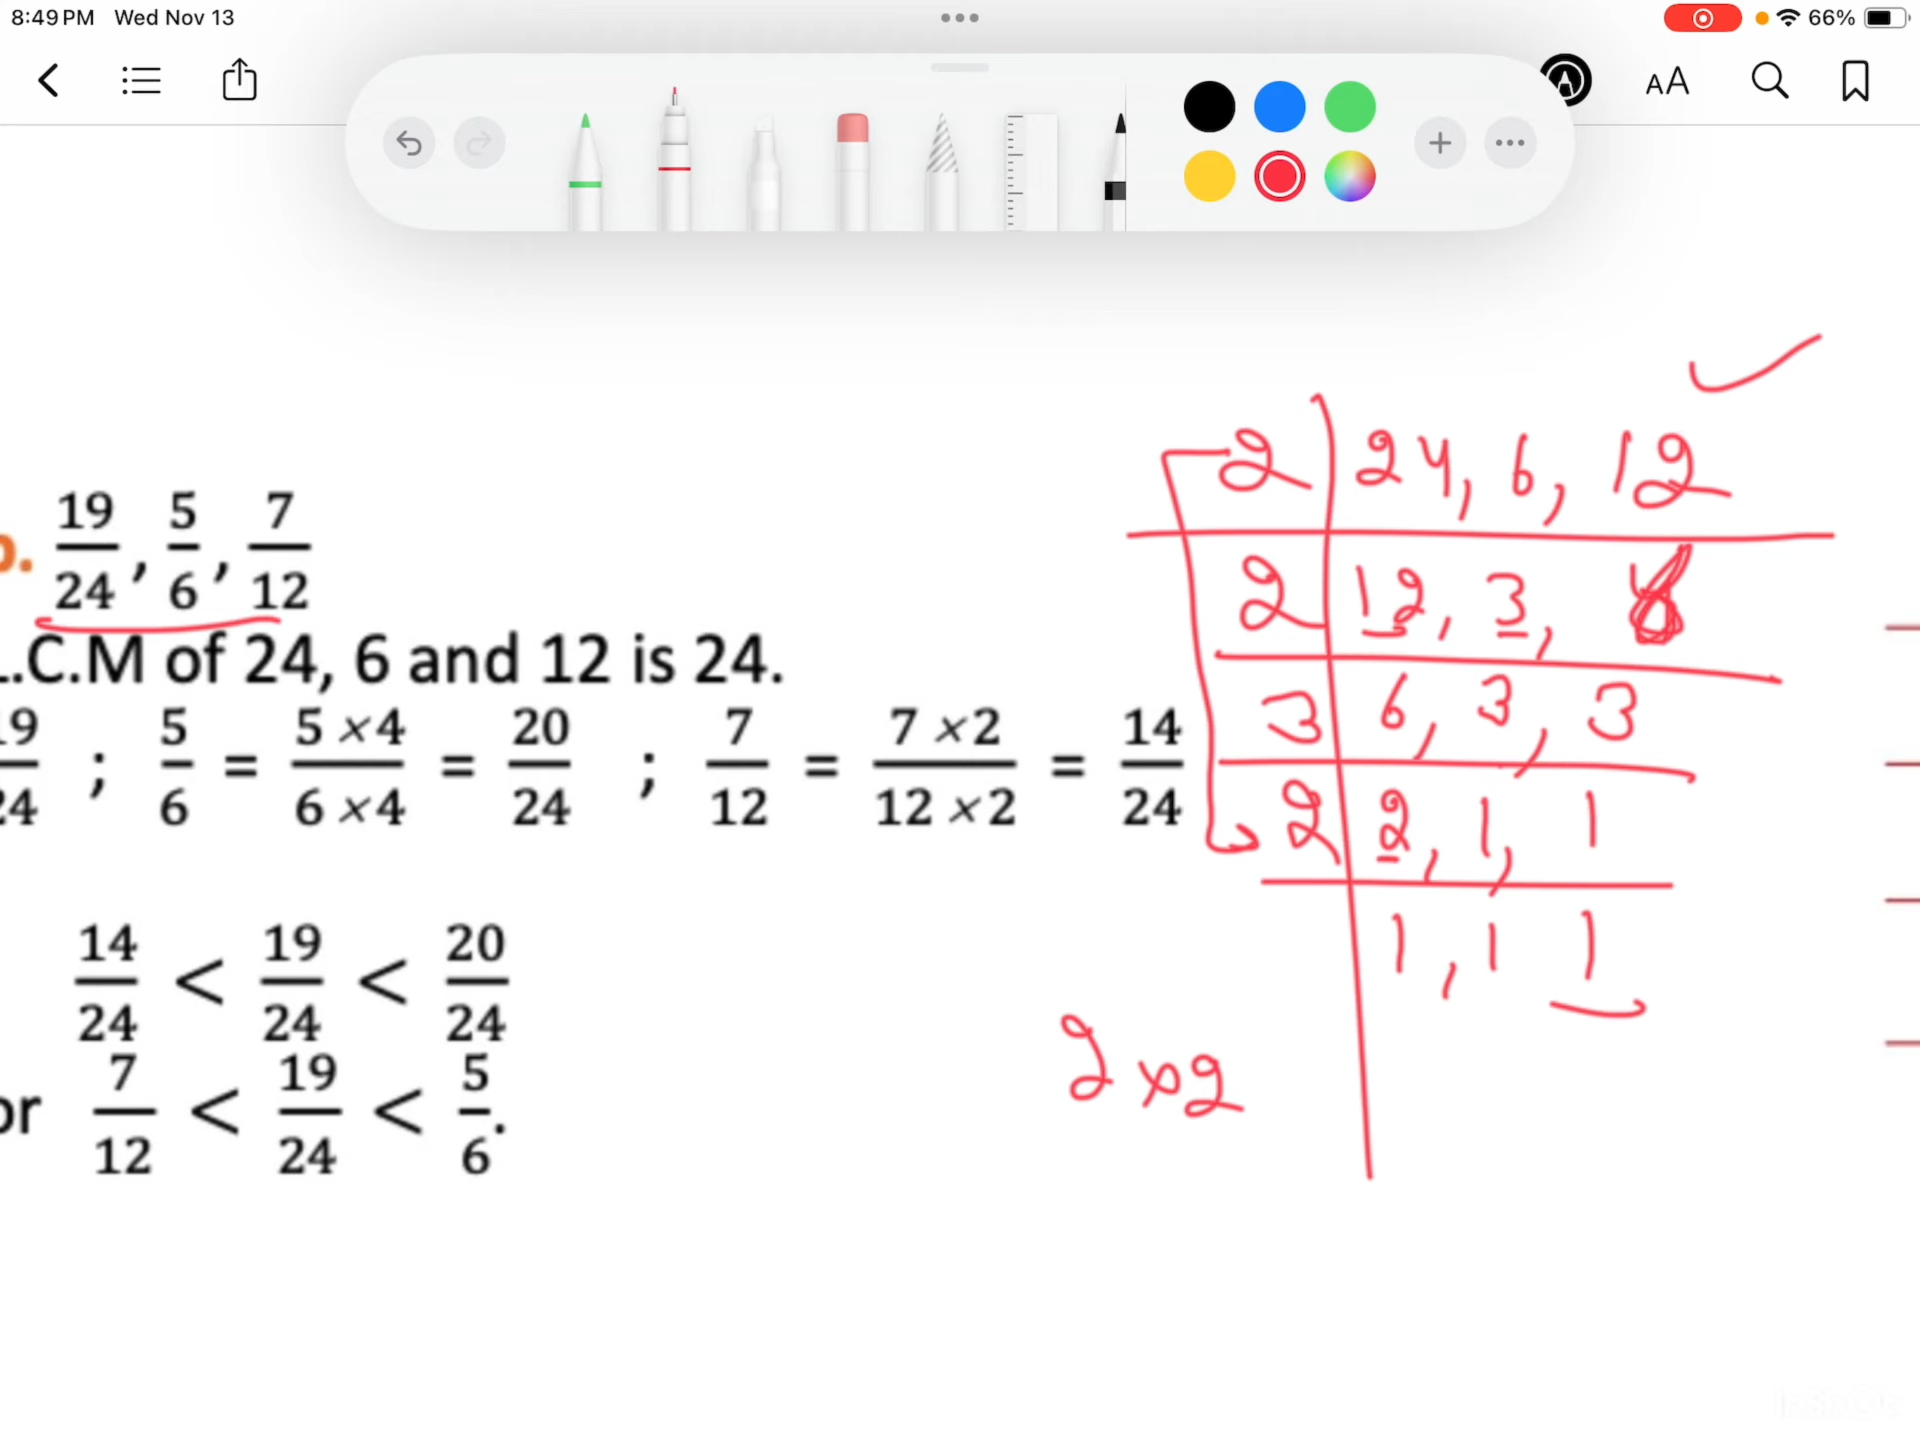 8:49 PM Wed Nov 13
66%
AA
19/24, 5/6, 7/12
.C.M of 24, 6 and 12 is 24.
19/24 ; 5/6 = 5 ×4/6 ×4 = 20/24 ; 7/12 = 7 ×2/12 ×2 = 14/24
14/24 < 19/24 < 20/24
or 7/12 < 19/24 < 5/6.
2 | 24, 6, 12
2 | 12, 3, 6
3 | 6, 3, 3
2 | 2, 1, 1
1, 1 1
2 x2